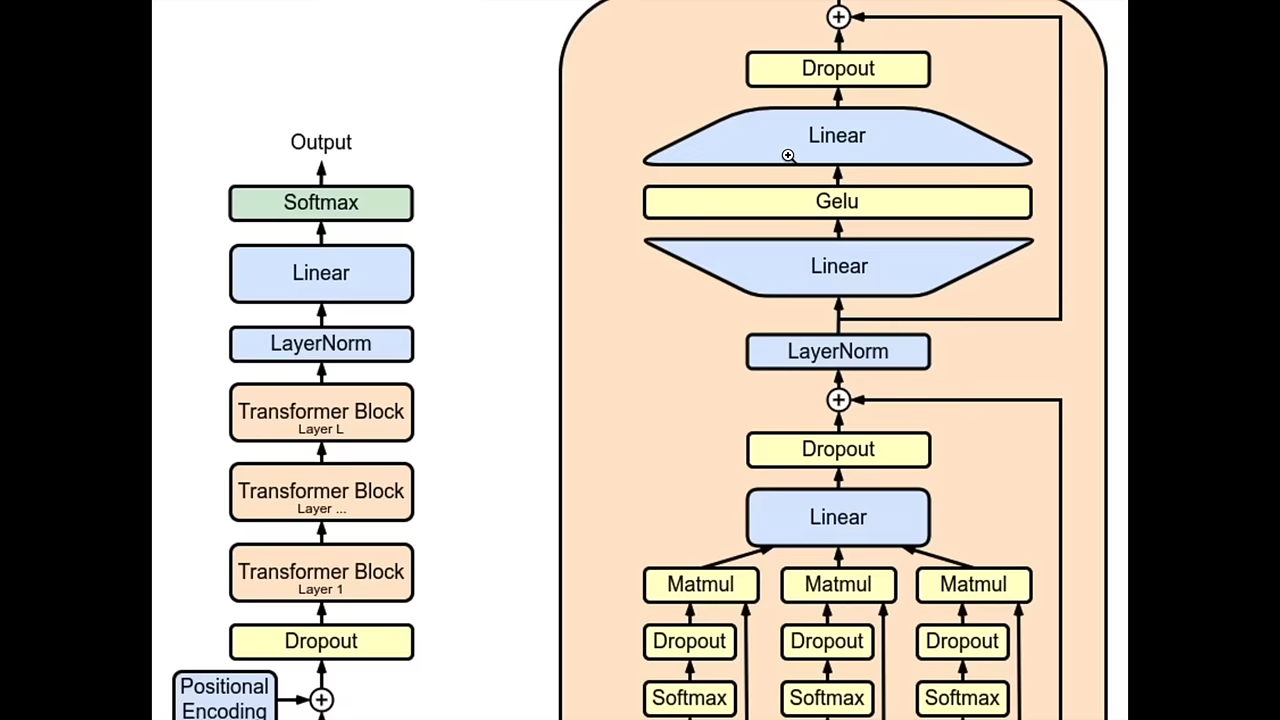 Output
Softmax
Linear
LayerNorm
Transformer Block
Layer L
Transformer Block
Layer ...
Transformer Block
Layer 1
Dropout
Positional
Encoding
Dropout
Linear
Gelu
Linear
LayerNorm
Dropout
Linear
Matmul Matmul Matmul
Dropout Dropout Dropout
Softmax Softmax Softmax